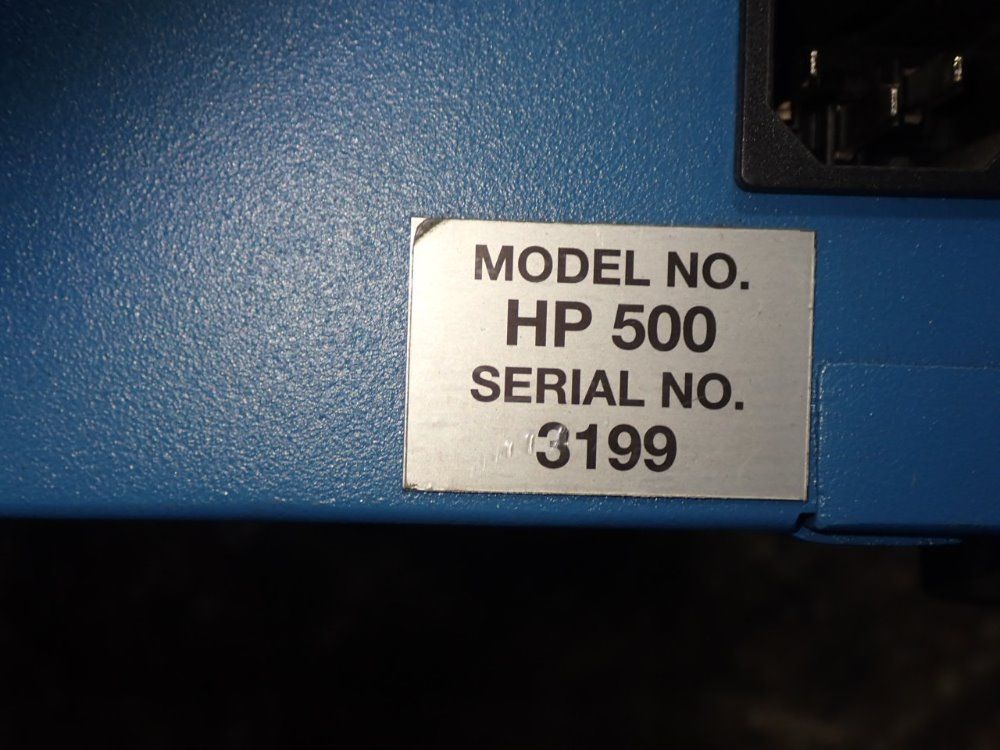 MODEL NO.
HP 500
SERIAL NO.
3199